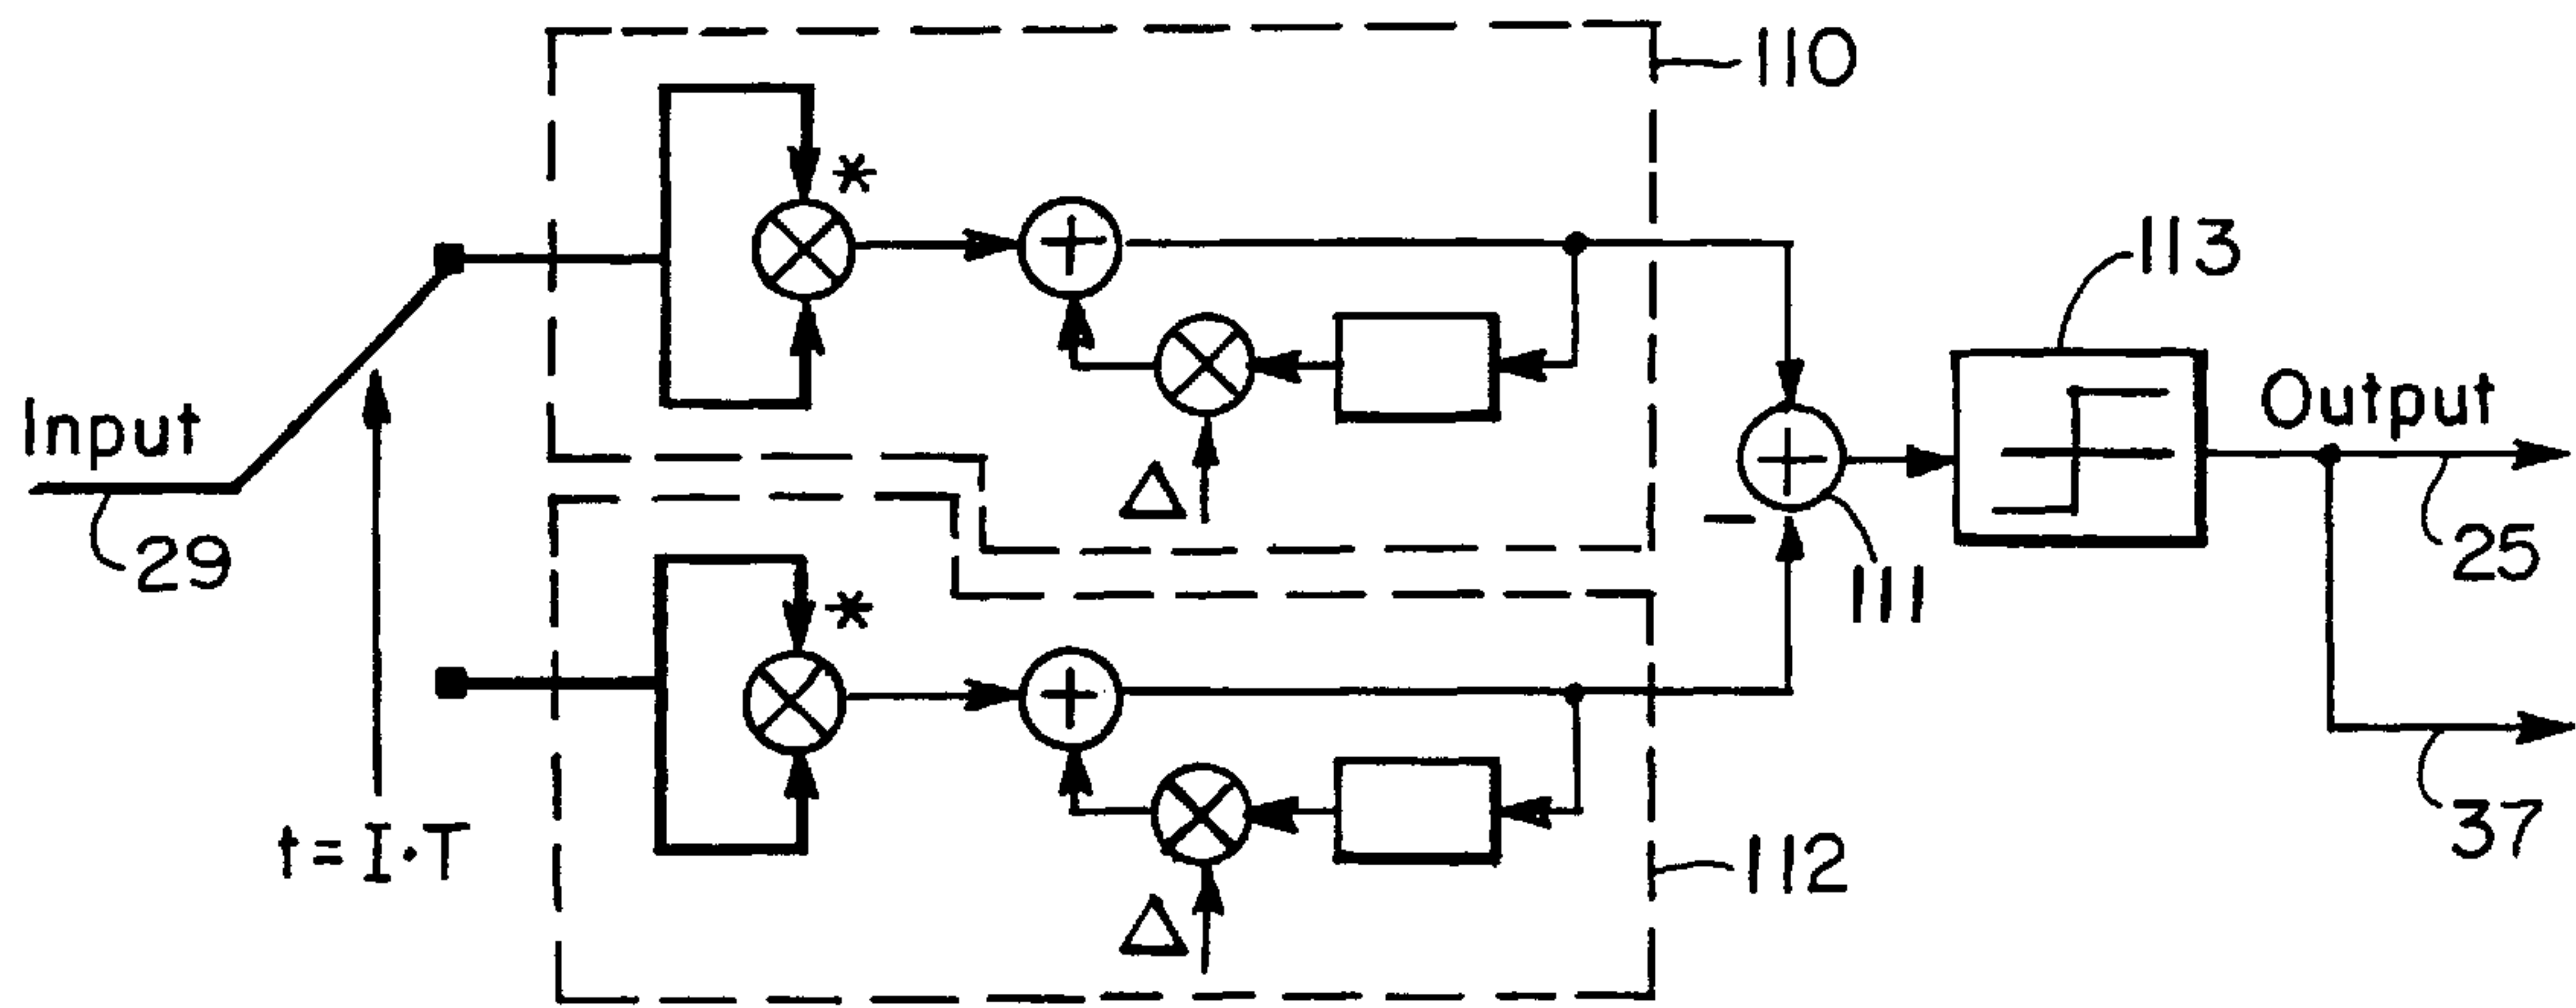 110
*
113
Input
Output
Δ
29
25
111
*
t=I·T
37
112
Δ